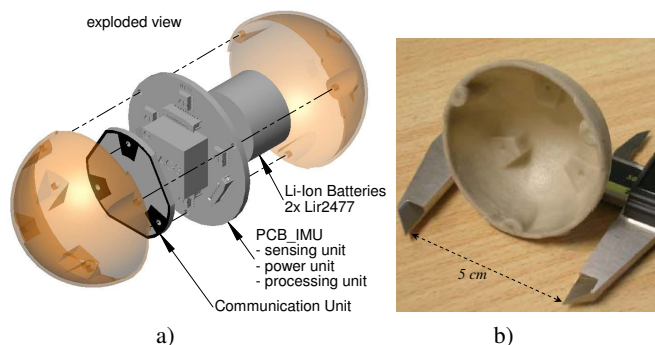 exploded view
Li-Ion Batteries
2x Lir2477
PCB_IMU
- sensing unit
- power unit
- processing unit
Communication Unit
5 cm
a)
b)